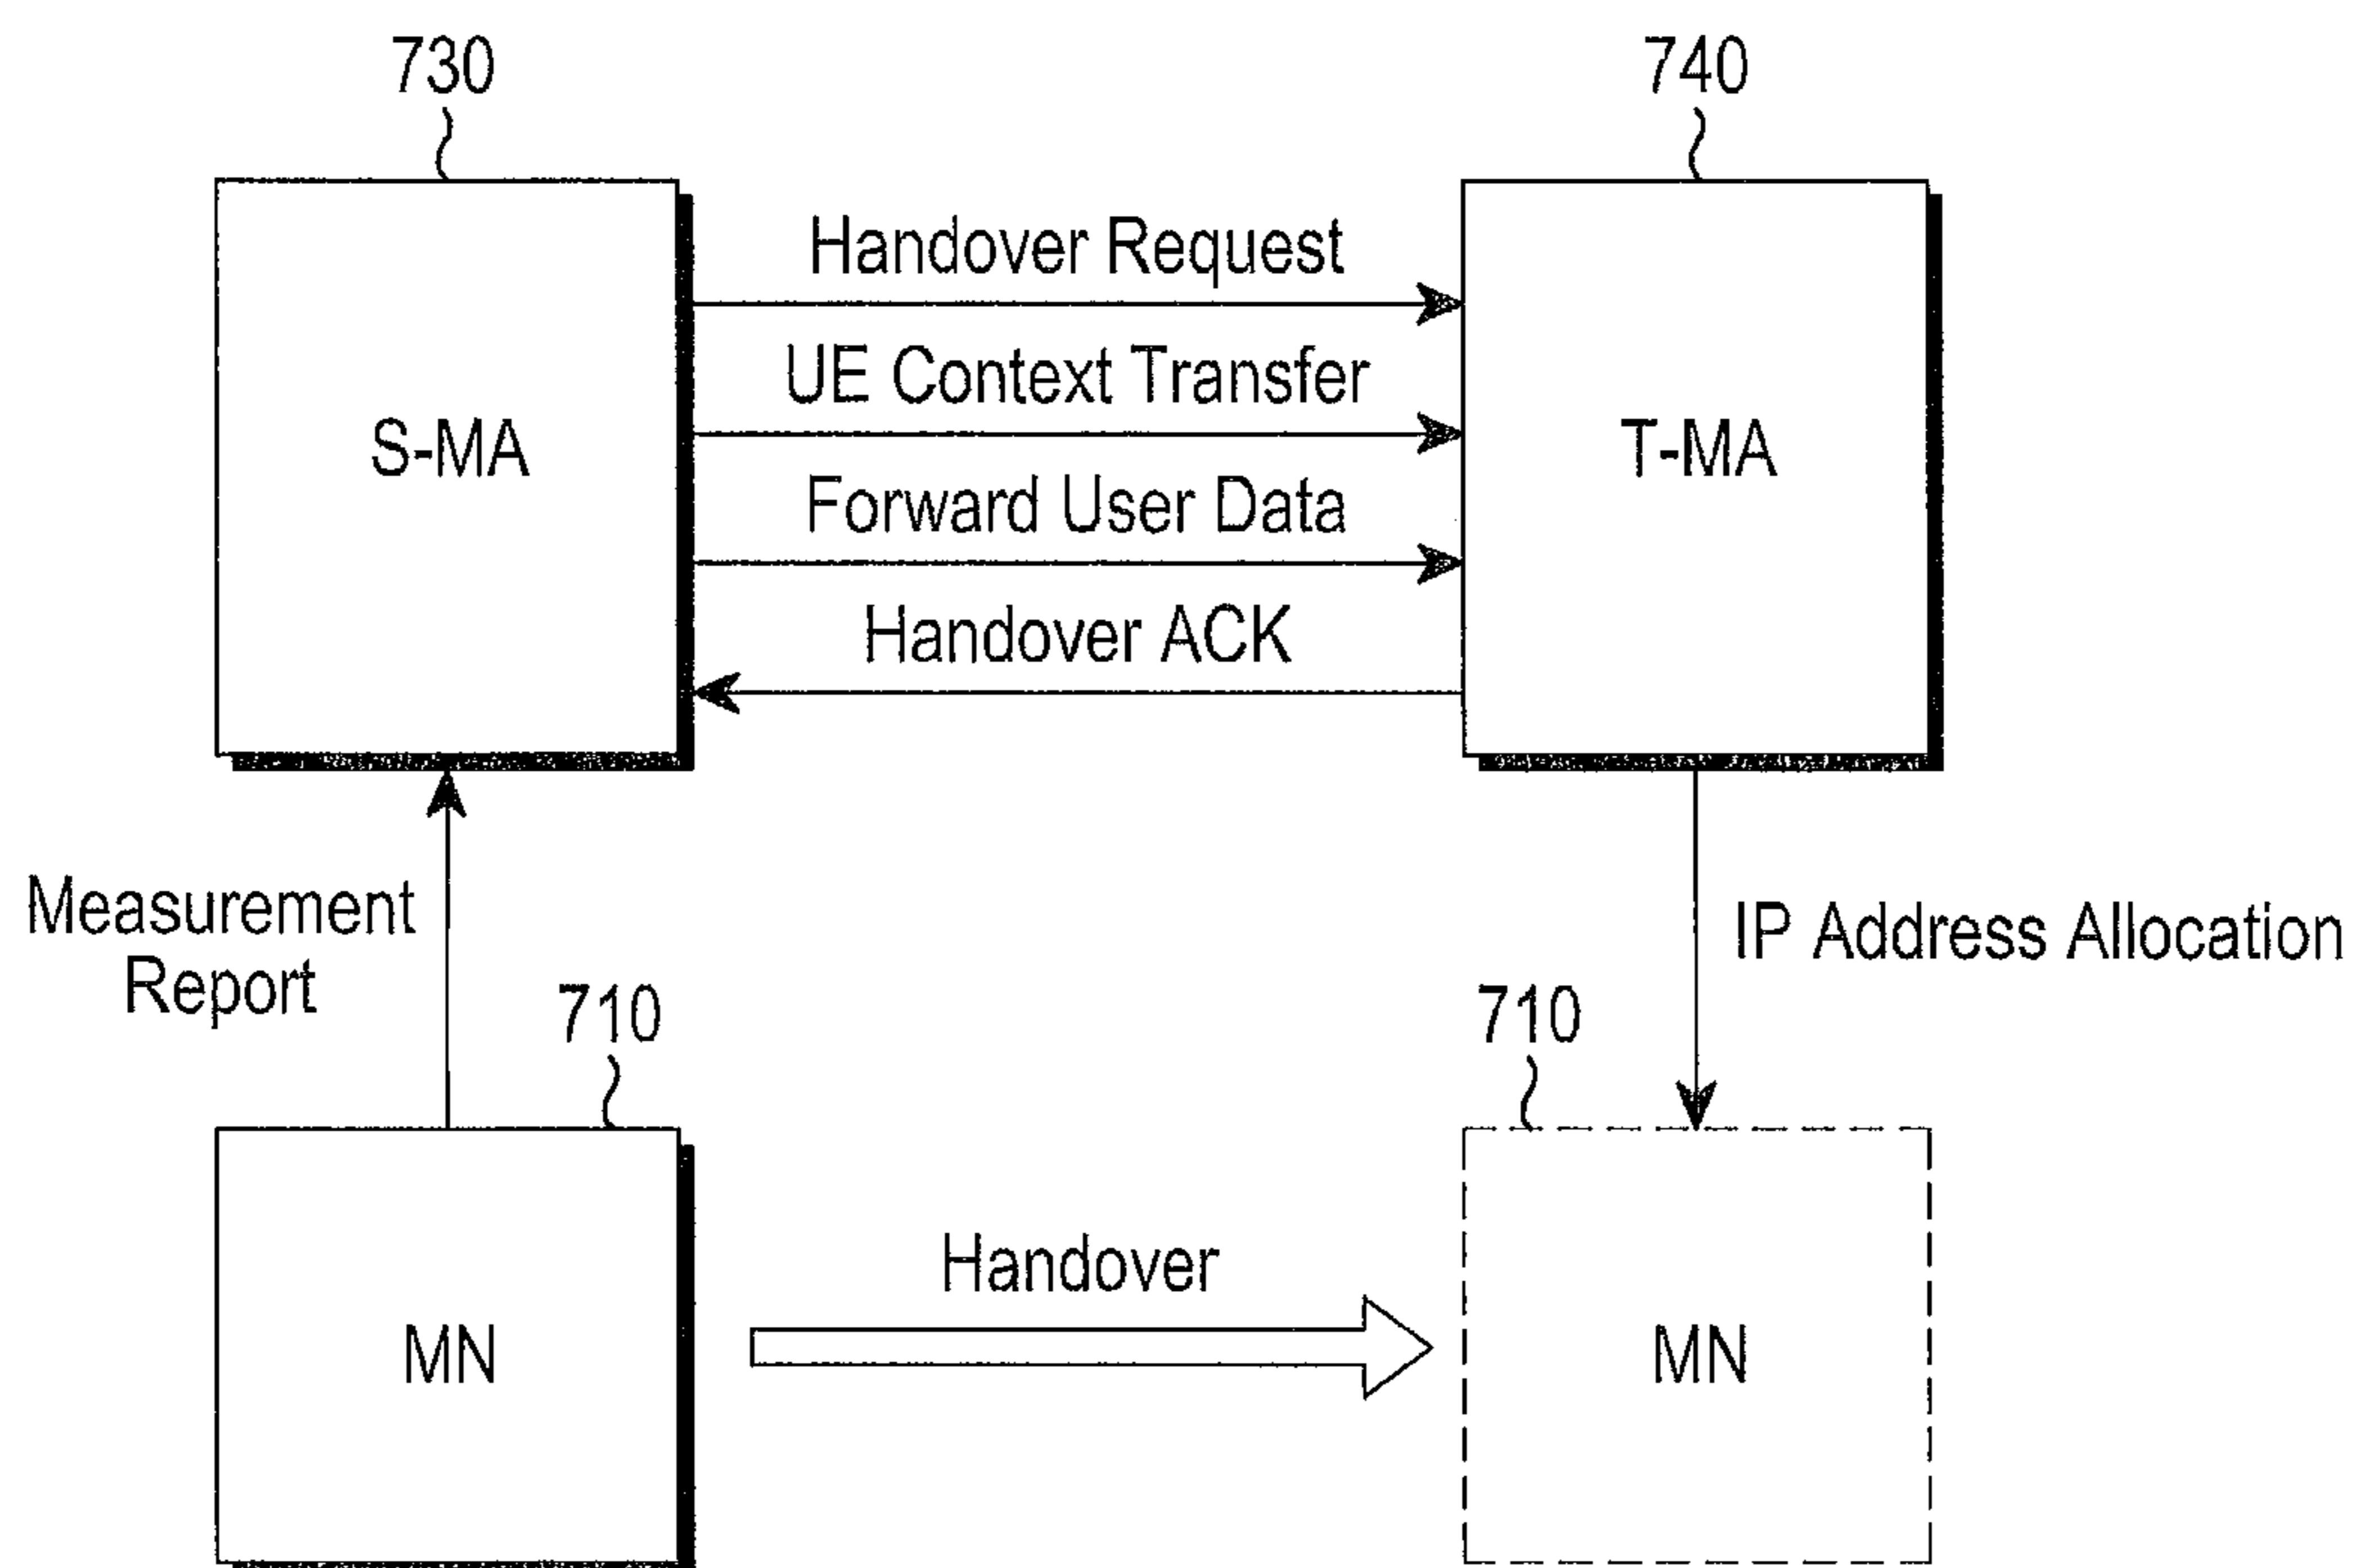 730
740
Handover Request
UE Context Transfer
S-MA
T-MA
Forward User Data
Handover ACK
Measurement
Report
IP Address Allocation
710
710
Handover
MN
MN